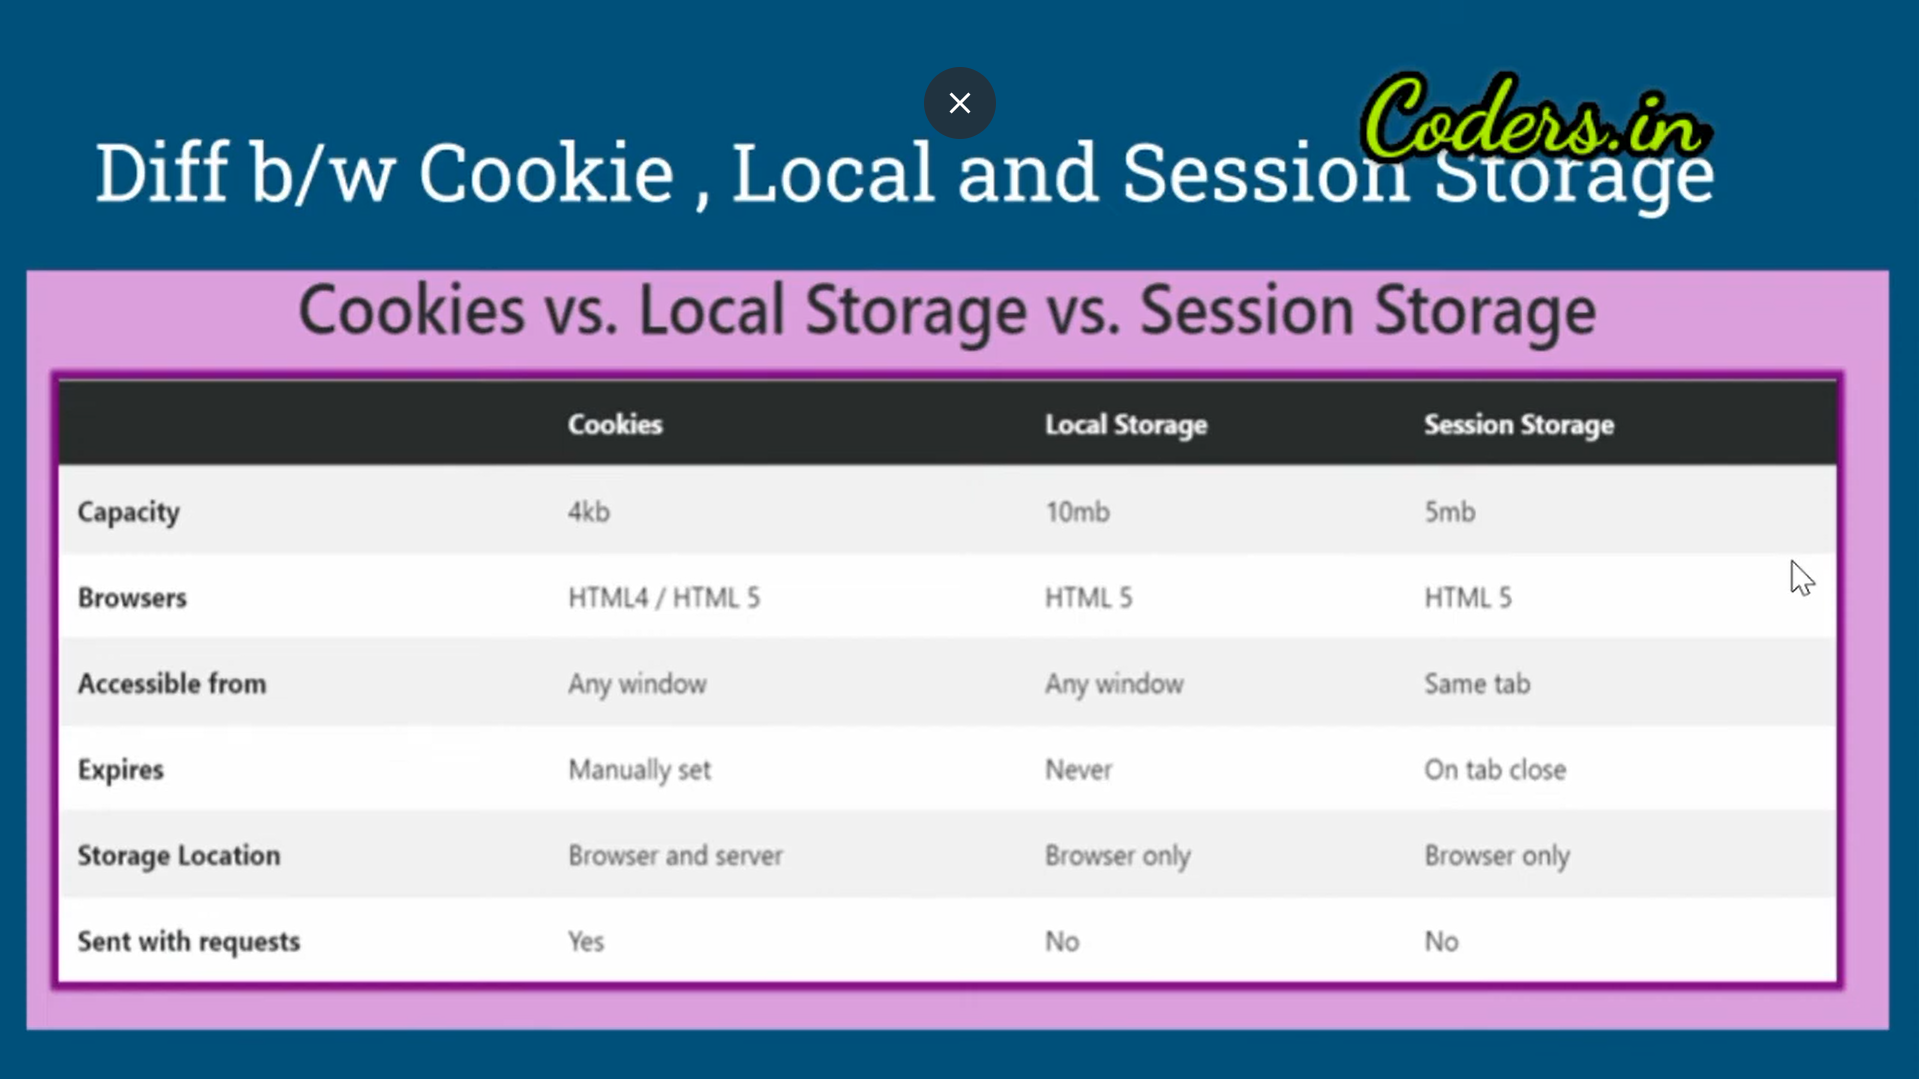 Coders.in
Diff b/w Cookie , Local and Session Storage
Cookies vs. Local Storage vs. Session Storage
Cookies Local Storage Session Storage
Capacity 4kb 10mb 5mb
Browsers HTML4 / HTML 5 HTML 5 HTML 5
Accessible from Any window Any window Same tab
Expires Manually set Never On tab close
Storage Location Browser and server Browser only Browser only
Sent with requests Yes No No